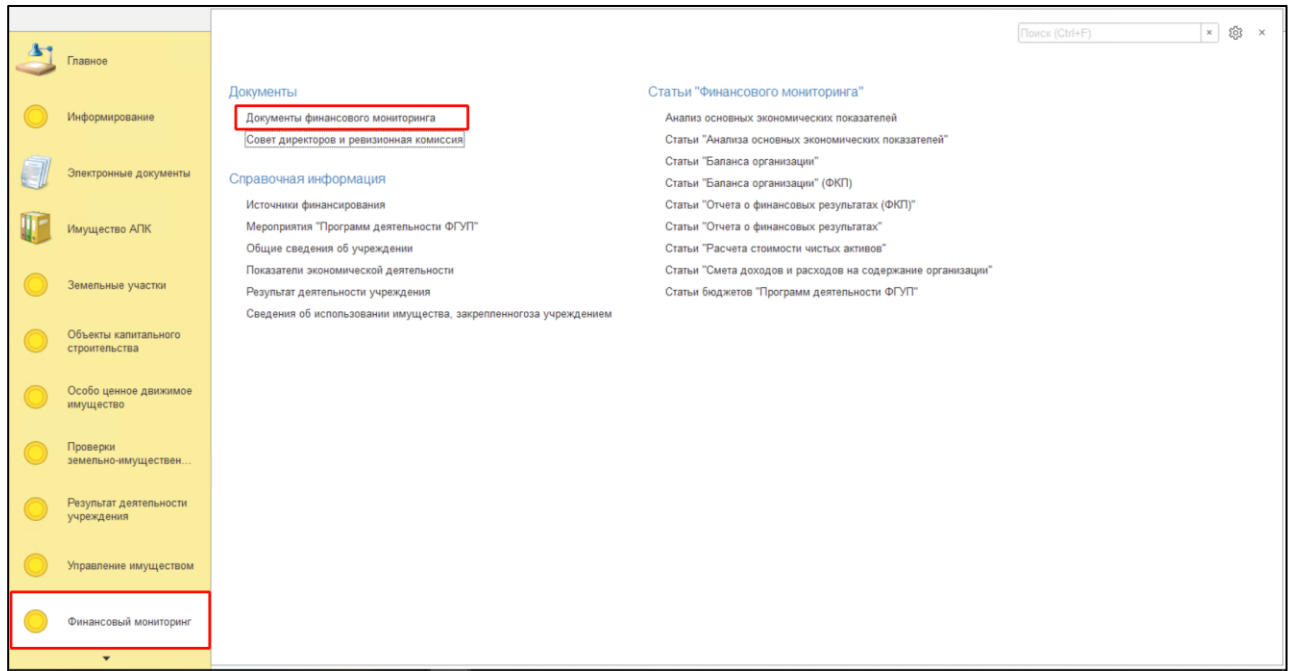 Поиск (Ctrl+F)
Главное
Информирование
Электронные документы
Имущество АПК
Земельные участки
Объекты капитального
строительства
Особо ценное движимое
имущество
Проверки
земельно-имуществен...
Результат деятельности
учреждения
Управление имуществом
Финансовый мониторинг
Документы
Документы финансового мониторинга
Совет директоров и ревизионная комиссия
Справочная информация
Источники финансирования
Мероприятия "Программ деятельности ФГУП"
Общие сведения об учреждении
Показатели экономической деятельности
Результат деятельности учреждения
Сведения об использовании имущества, закрепленногоза учреждением
Статьи "Финансового мониторинга"
Анализ основных экономических показателей
Статьи "Анализа основных экономических показателей"
Статьи "Баланса организации"
Статьи "Баланса организации" (ФКП)
Статьи "Отчета о финансовых результатах (ФКП)"
Статьи "Отчета о финансовых результатах"
Статьи "Расчета стоимости чистых активов"
Статьи "Смета доходов и расходов на содержание организации"
Статьи бюджетов "Программ деятельности ФГУП"